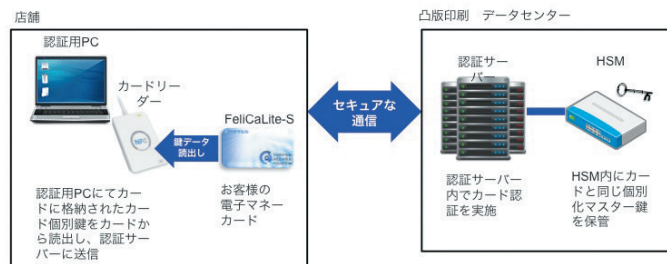 店舗
凸版印刷 データセンター
認証用PC
カードリー
ダー
NFC
FeliCaLite-S
鍵データ
読出し
認証用PCにてカー
ドに格納されたカー
ド個別鍵をカードか
ら読出し、認証サー
バーに送信
お客様の
電子マネー
カード
セキュアな
通信
認証サー
バー
HSM
認証サーバー
内でカード認
証を実施
HSM内にカー
ドと同じ個別
化マスター鍵
を保管